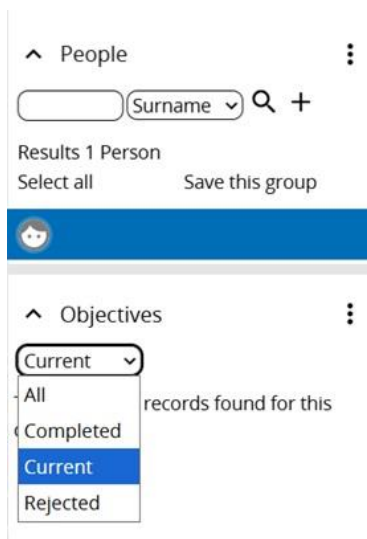 People
Surname
Results 1 Person
Select all Save this group
Objectives
Current
All
records found for this
Completed
Current
Rejected